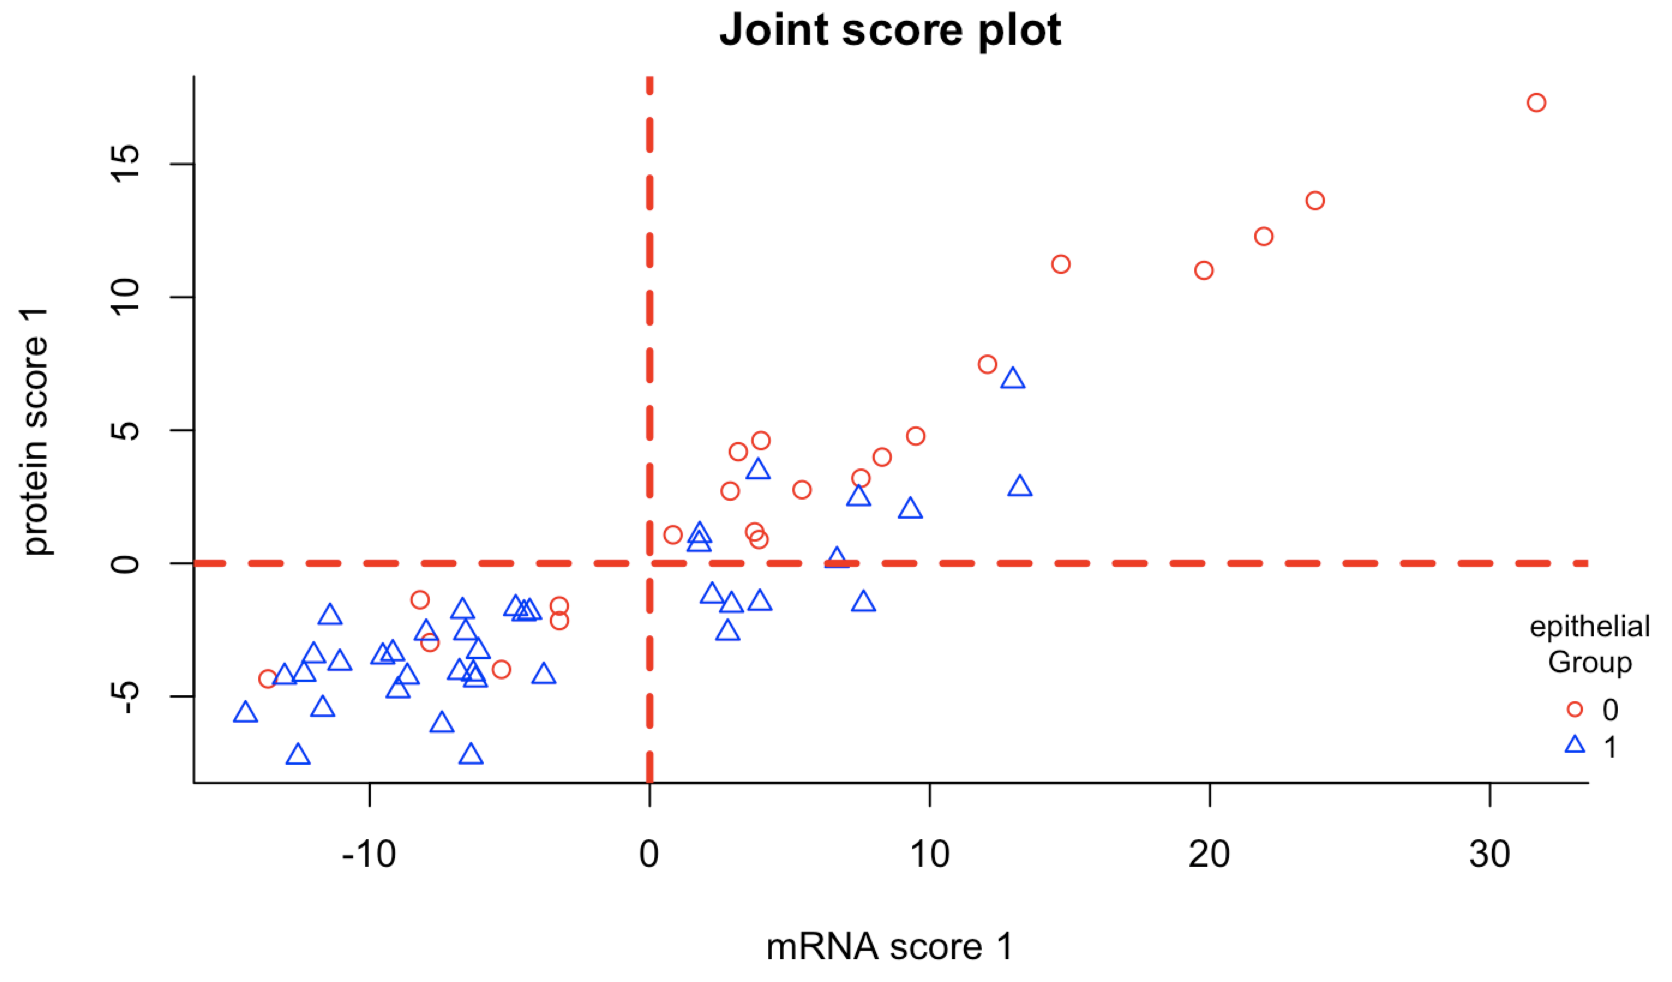 Joint score plot
protein score 1
15
10
5
0
-5
-10
0
10
20
30
mRNA score 1
epithelial
Group
0
1